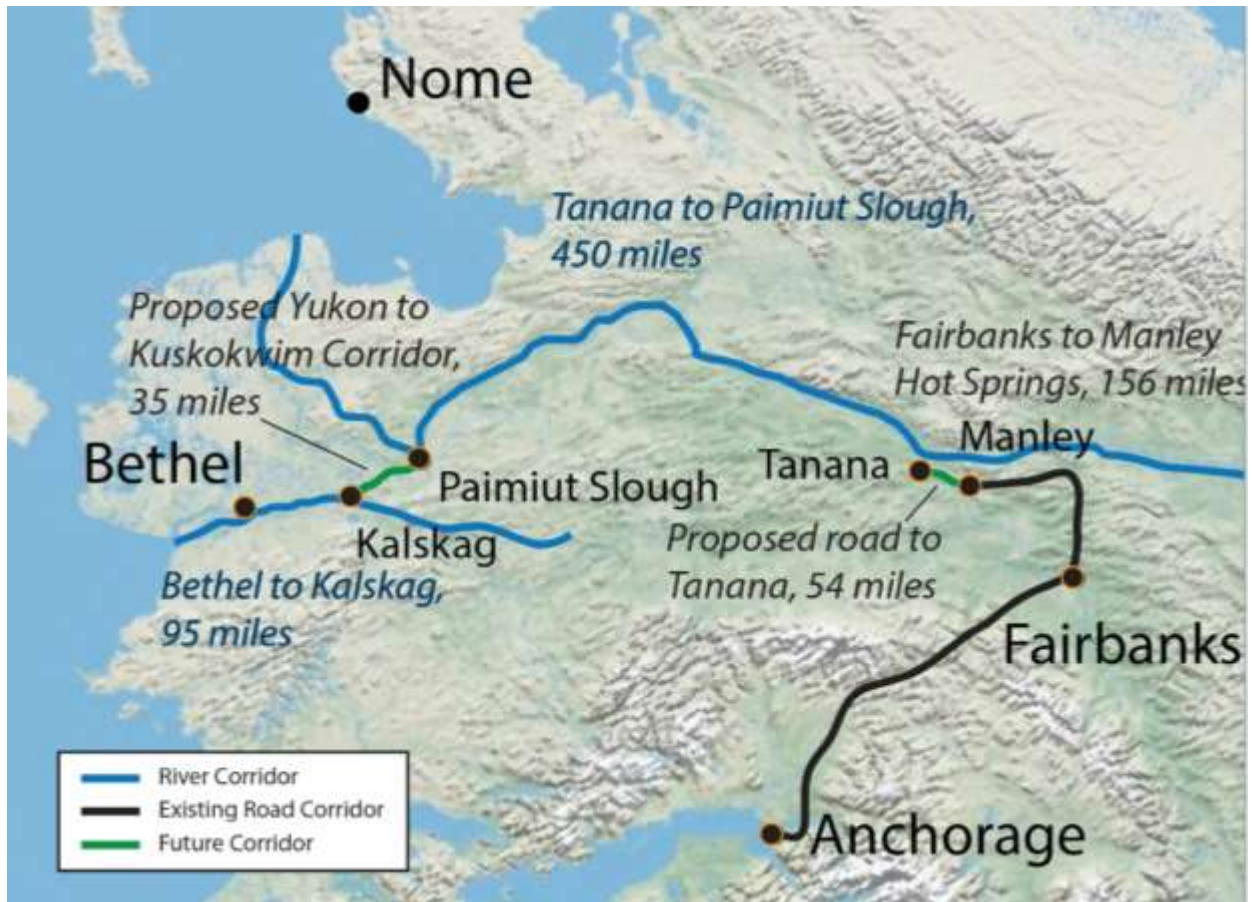 Nome
Tanana to Paimiut Slough,
450 miles
Proposed Yukon to
Kuskokwim Corridor,
35 miles
Fairbanks to Manley
Hot Springs, 156 miles
Manley
Bethel
Tanana
Paimiut Slough
Kalskag
Proposed road to
Tanana, 54 miles
Bethel to Kalskag,
95 miles
Fairbanks
River Corridor
Existing Road Corridor
Future Corridor
Anchorage